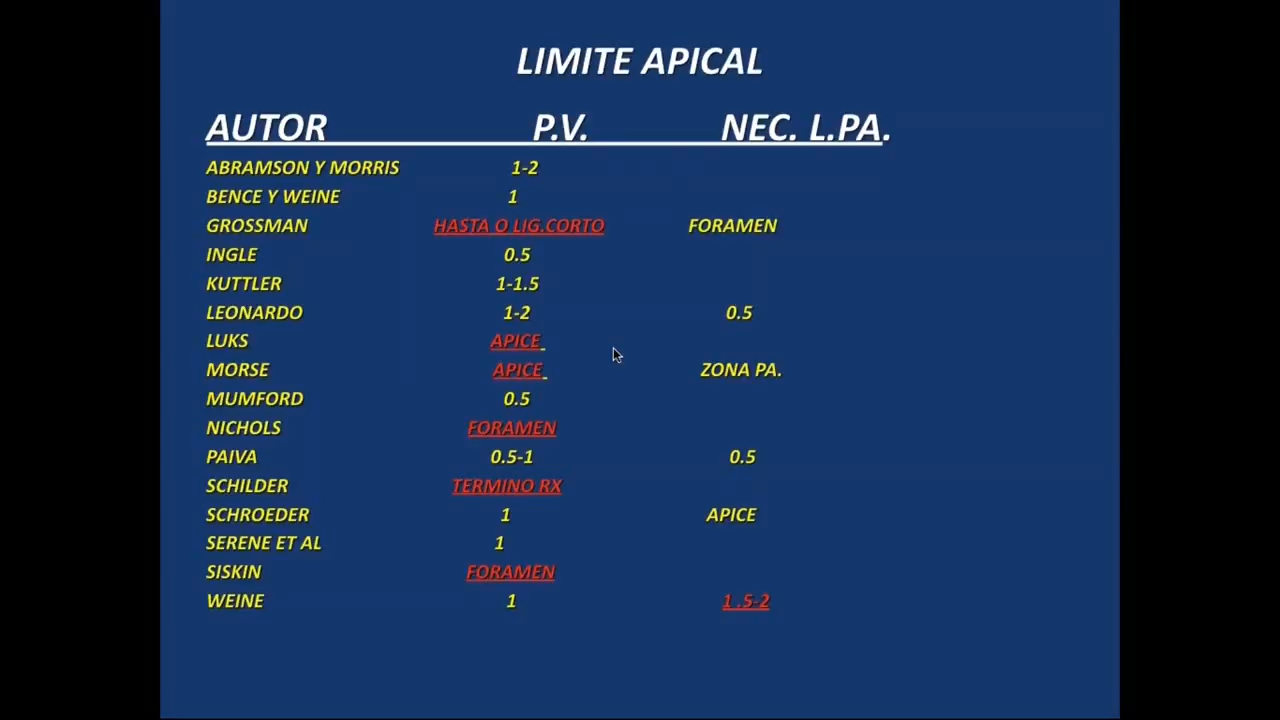 LIMITE APICAL
AUTOR P.V. NEC. L.PA.
ABRAMSON Y MORRIS 1-2
BENCE Y WEINE 1
GROSSMAN HASTA O LIG.CORTO FORAMEN
INGLE 0.5
KUTTLER 1-1.5
LEONARDO 1-2 0.5
LUKS APICE
MORSE APICE ZONA PA.
MUMFORD 0.5
NICHOLS FORAMEN
PAIVA 0.5-1 0.5
SCHILDER TERMINO RX
SCHROEDER 1 APICE
SERENE ET AL 1
SISKIN FORAMEN
WEINE 1 1 .5-2